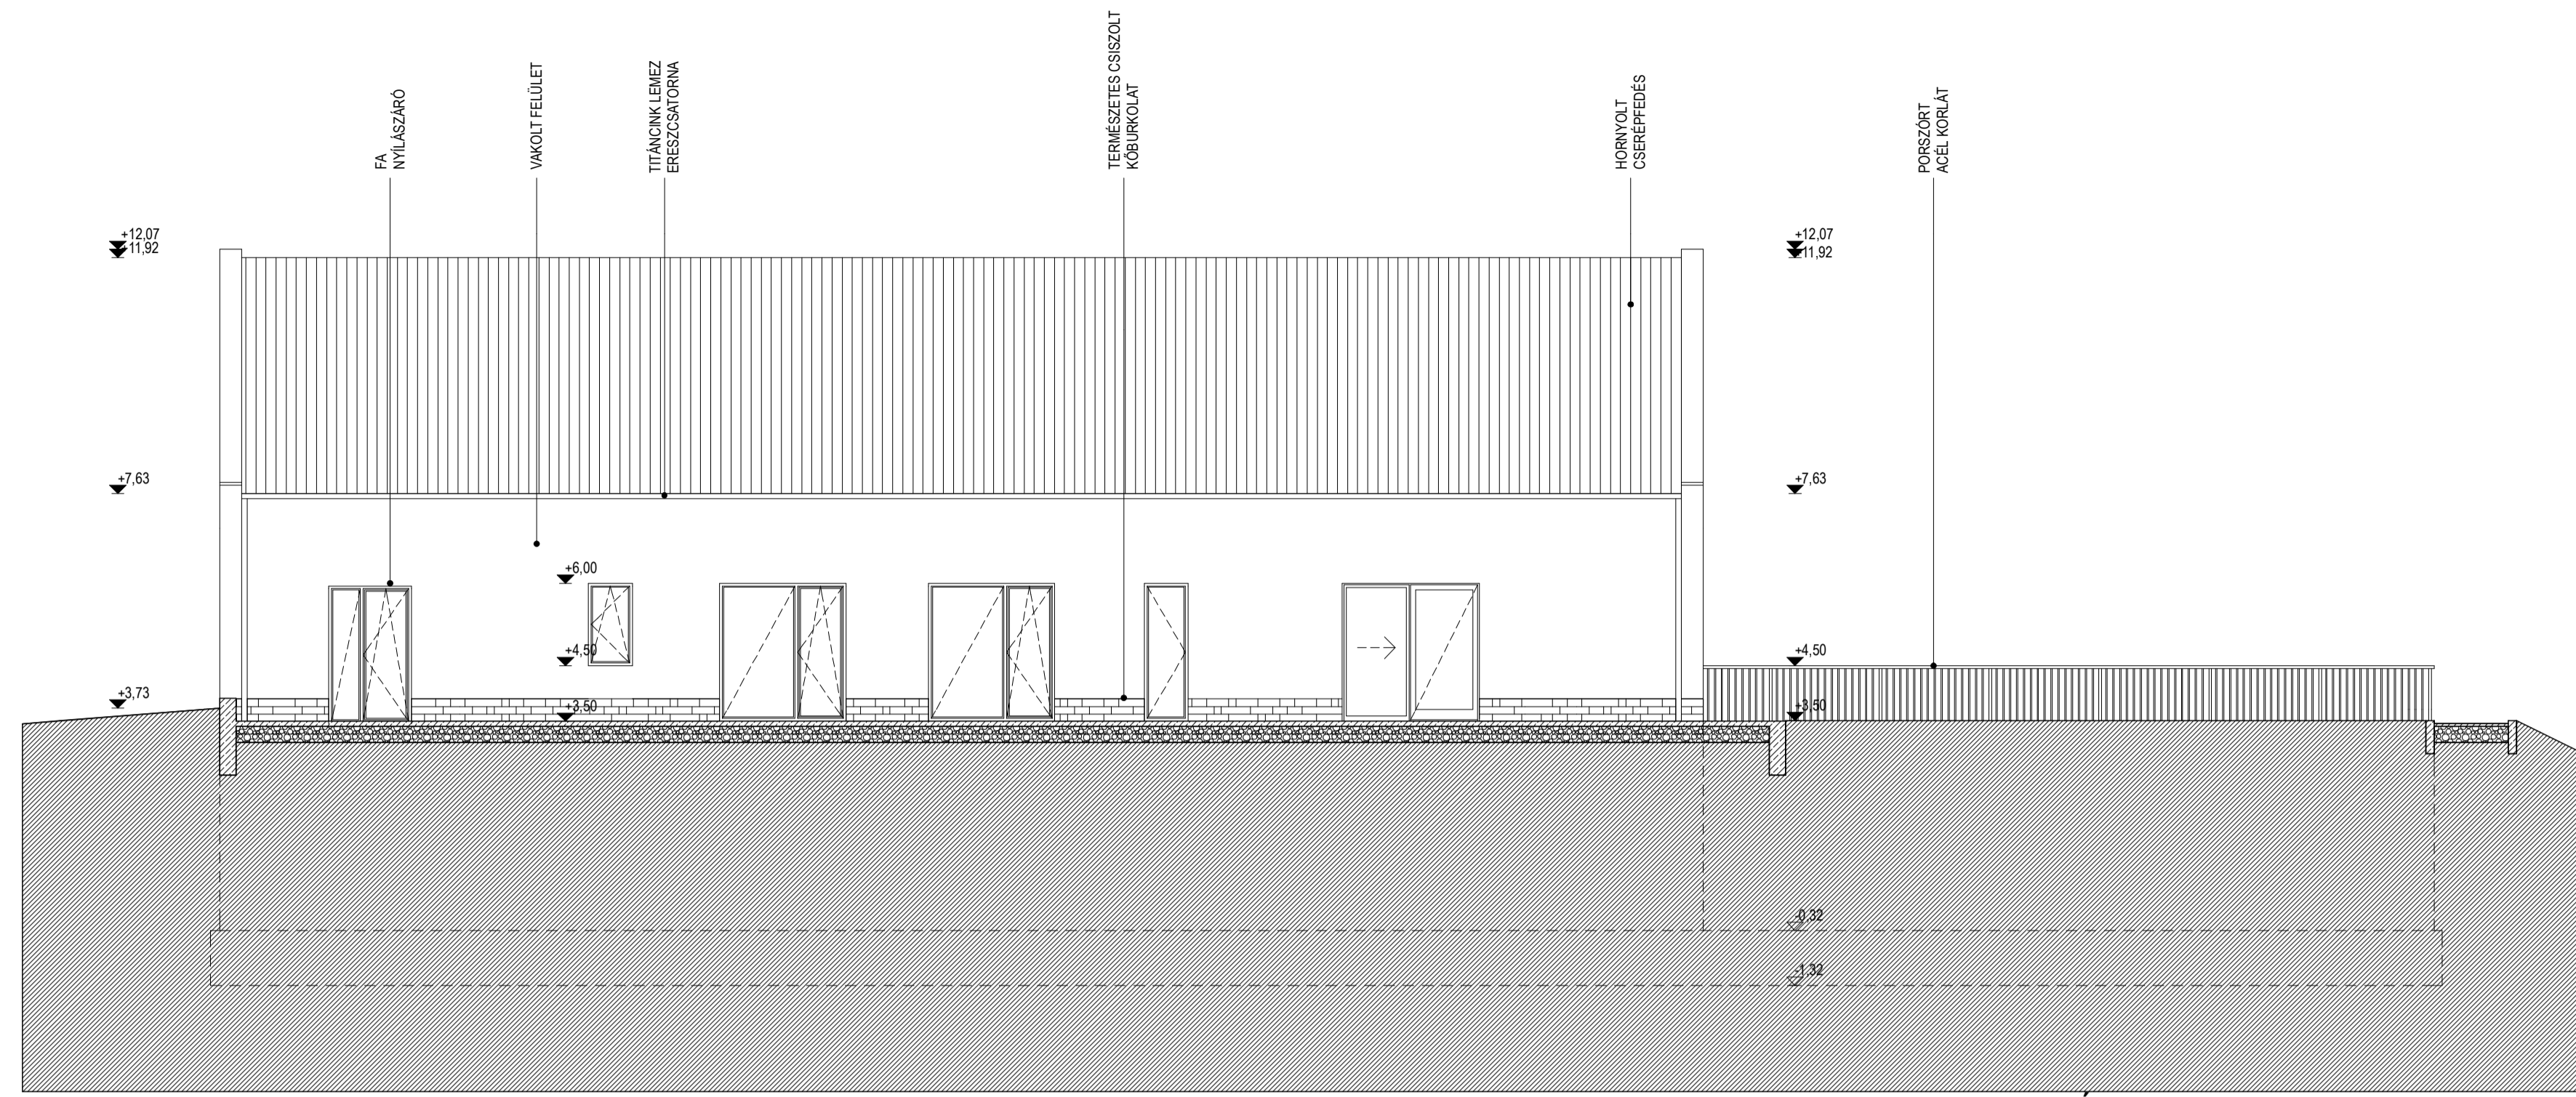 FA
NYÍLÁSZÁRÓ
VAKOLT FELÜLET
TITÁNCINK LEMEZ
ERESZCSATORNA
TERMÉSZETES CSISZOLT
KŐBURKOLAT
HORNYOLT
CSERÉPFEDÉS
PORSZÓRT
ACÉL KORLÁT
+12,07
+11,92
+12,07
+11,92
+7,63
+7,63
+6,00
+4,50
+4,50
+3,73
+3,50
+3,50
-0,32
-1,32